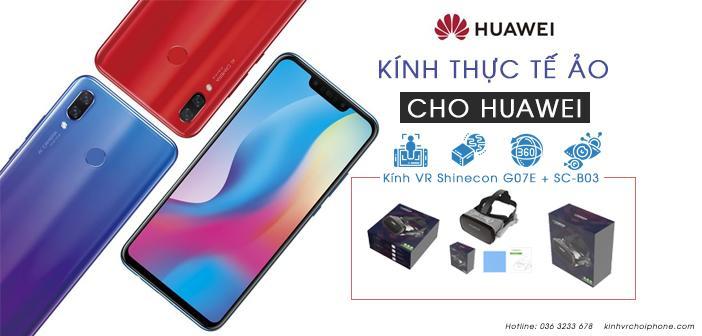 HUAWEI
KÍNH THỰC TẾ ẢO
CHO HUAWEI
360
Kính VR Shinecon G07E + SC-B03
Hotline: 036 3233 678 kinhvrchoiphone.com